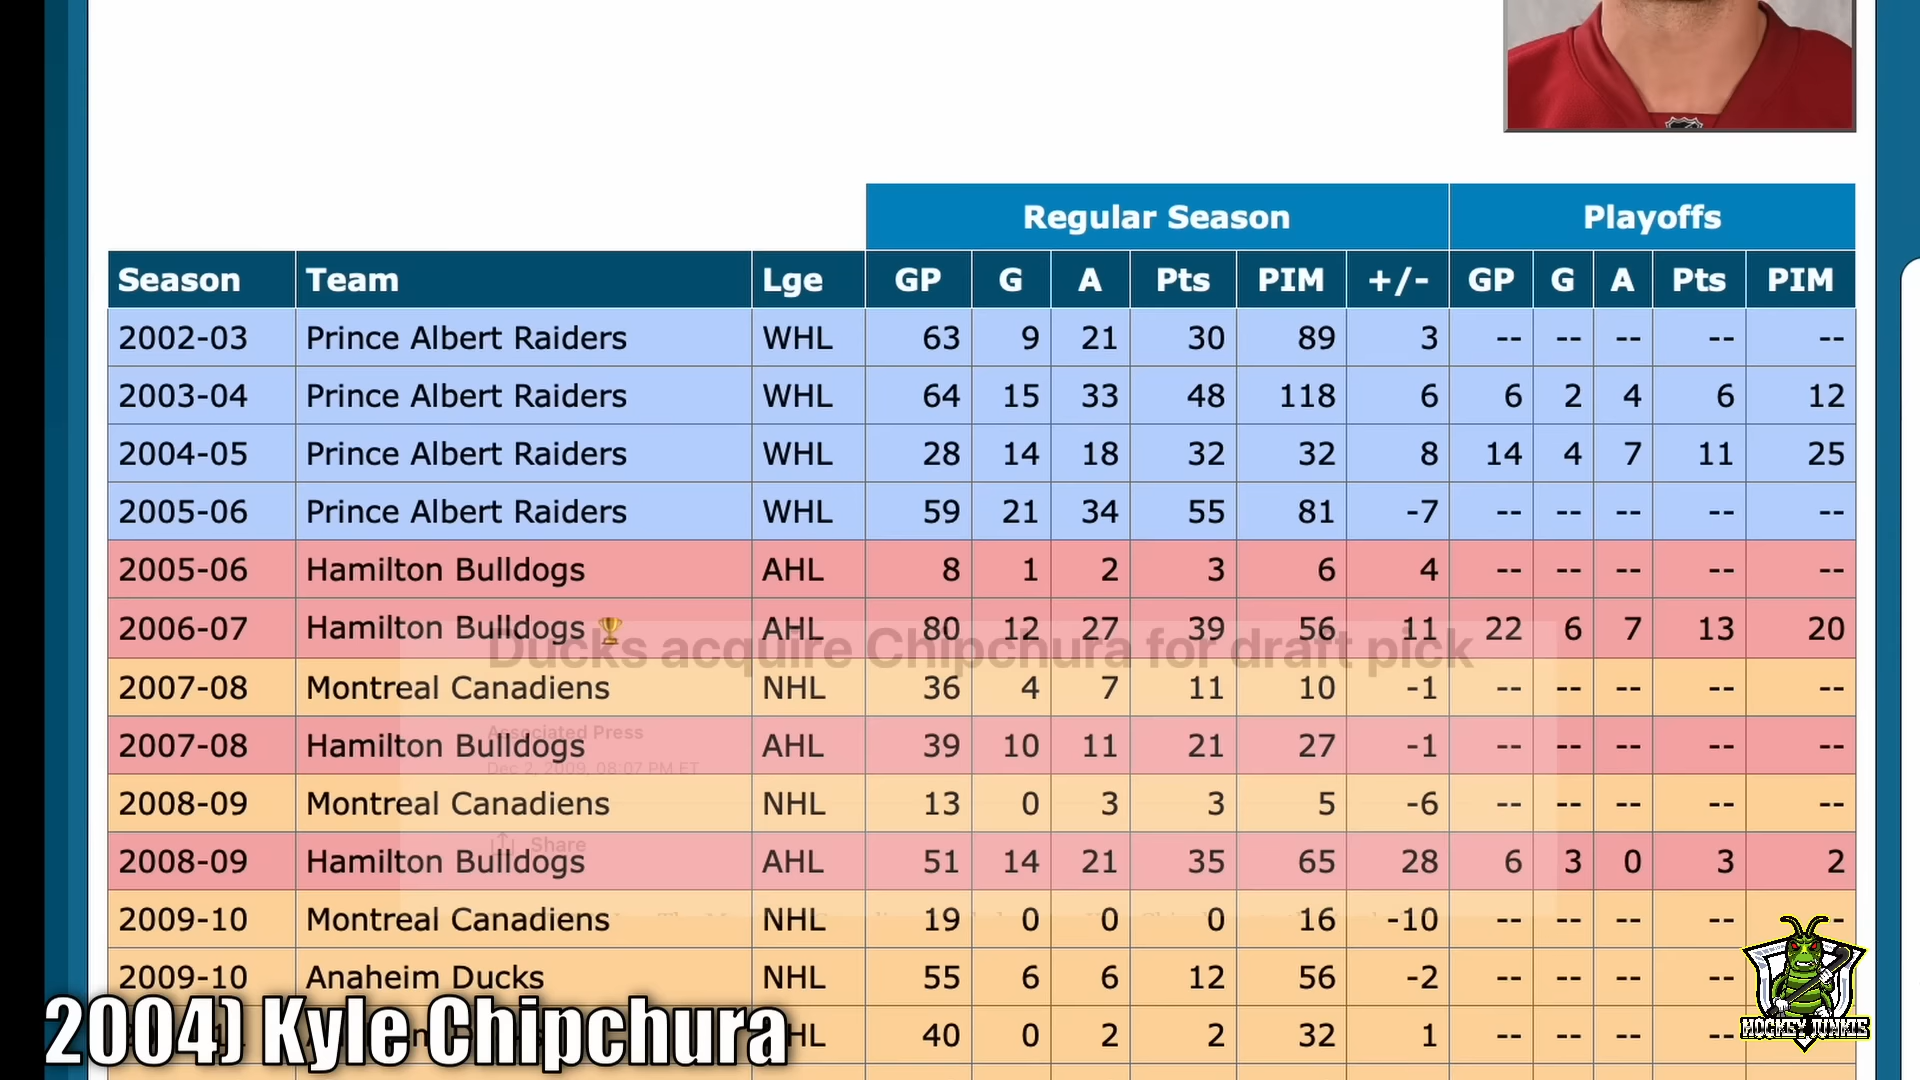 Regular Season Playoffs
Season Team Lge GP G A Pts PIM +/- GP G A Pts PIM
2002-03 Prince Albert Raiders WHL 63 9 21 30 89 3 -- -- -- -- --
2003-04 Prince Albert Raiders WHL 64 15 33 48 118 6 6 2 4 6 12
2004-05 Prince Albert Raiders WHL 28 14 18 32 32 8 14 4 7 11 25
2005-06 Prince Albert Raiders WHL 59 21 34 55 81 -7 -- -- -- -- --
2005-06 Hamilton Bulldogs AHL 8 1 2 3 6 4 -- -- -- -- --
2006-07 Hamilton Bulldogs AHL 80 12 27 39 56 11 22 6 7 13 20
Ducks acquire Chipchura for draft pick
2007-08 Montreal Canadiens NHL 36 4 7 11 10 -1 -- -- -- -- --
Associated Press
2007-08 Hamilton Bulldogs AHL 39 10 11 21 27 -1 -- -- -- -- --
Dec 2, 2009, 08:07 PM ET
2008-09 Montreal Canadiens NHL 13 0 3 3 5 -6 -- -- -- -- --
Share
2008-09 Hamilton Bulldogs AHL 51 14 21 35 65 28 6 3 0 3 2
2009-10 Montreal Canadiens NHL 19 0 0 0 16 -10 -- -- -- -- --
2009-10 Anaheim Ducks NHL 55 6 6 12 56 -2 -- -- -- --
40 0 2 2 32 1 -- -- -- -- --
2004) Kyle Chipchura
HOCKEY JUNKIE